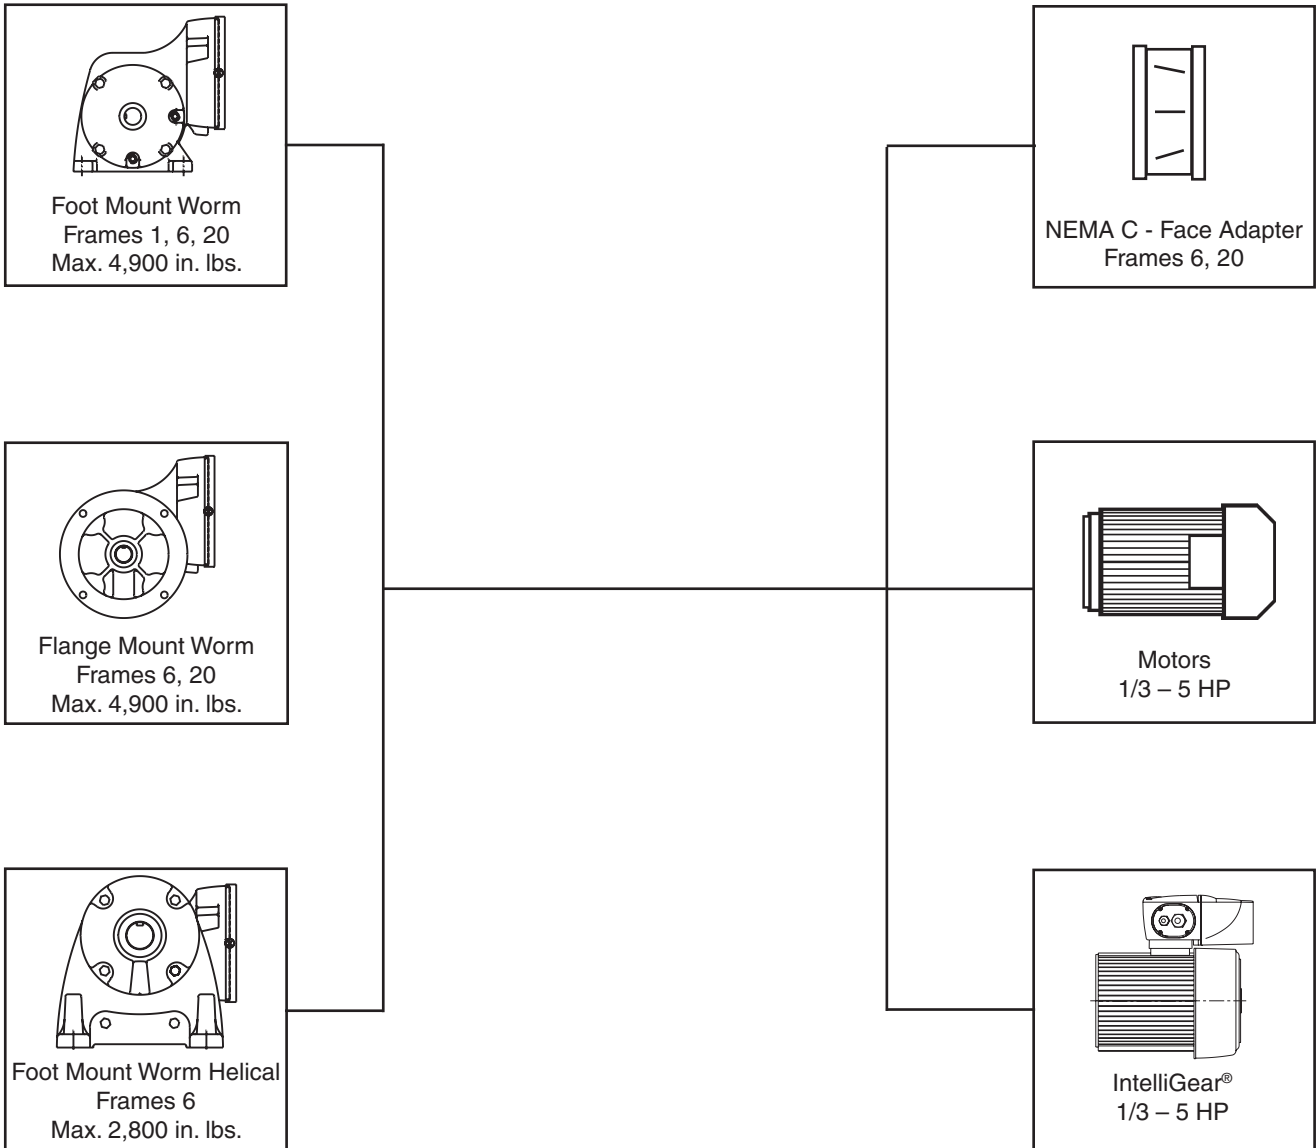 Foot Mount Worm
Frames 1, 6, 20
Max. 4,900 in. lbs.
NEMA C - Face Adapter
Frames 6, 20
Flange Mount Worm
Frames 6, 20
Max. 4,900 in. lbs.
Motors
1/3 – 5 HP
Foot Mount Worm Helical
Frames 6
Max. 2,800 in. lbs.
IntelliGear®
1/3 – 5 HP